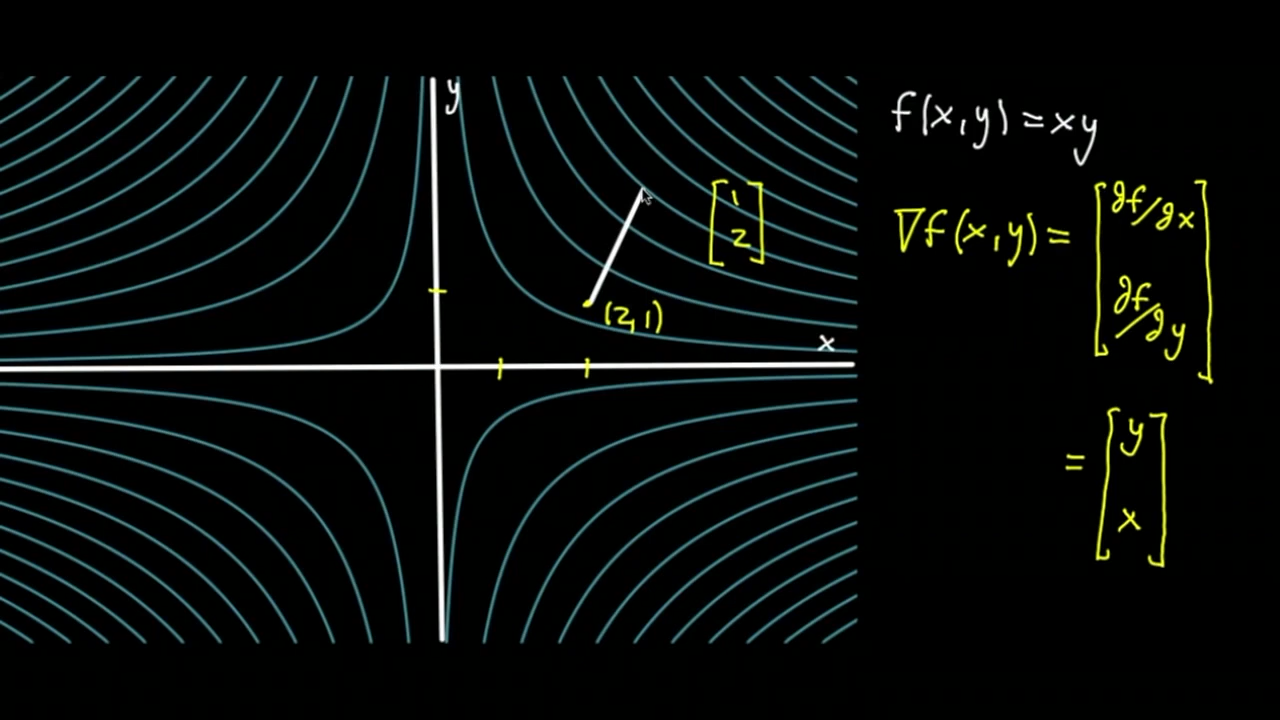 y
f(x,y) = xy
[1
2]
∇f(x,y) = [∂f/∂x
∂f/∂y]
(2,1)
x
= [y
x]